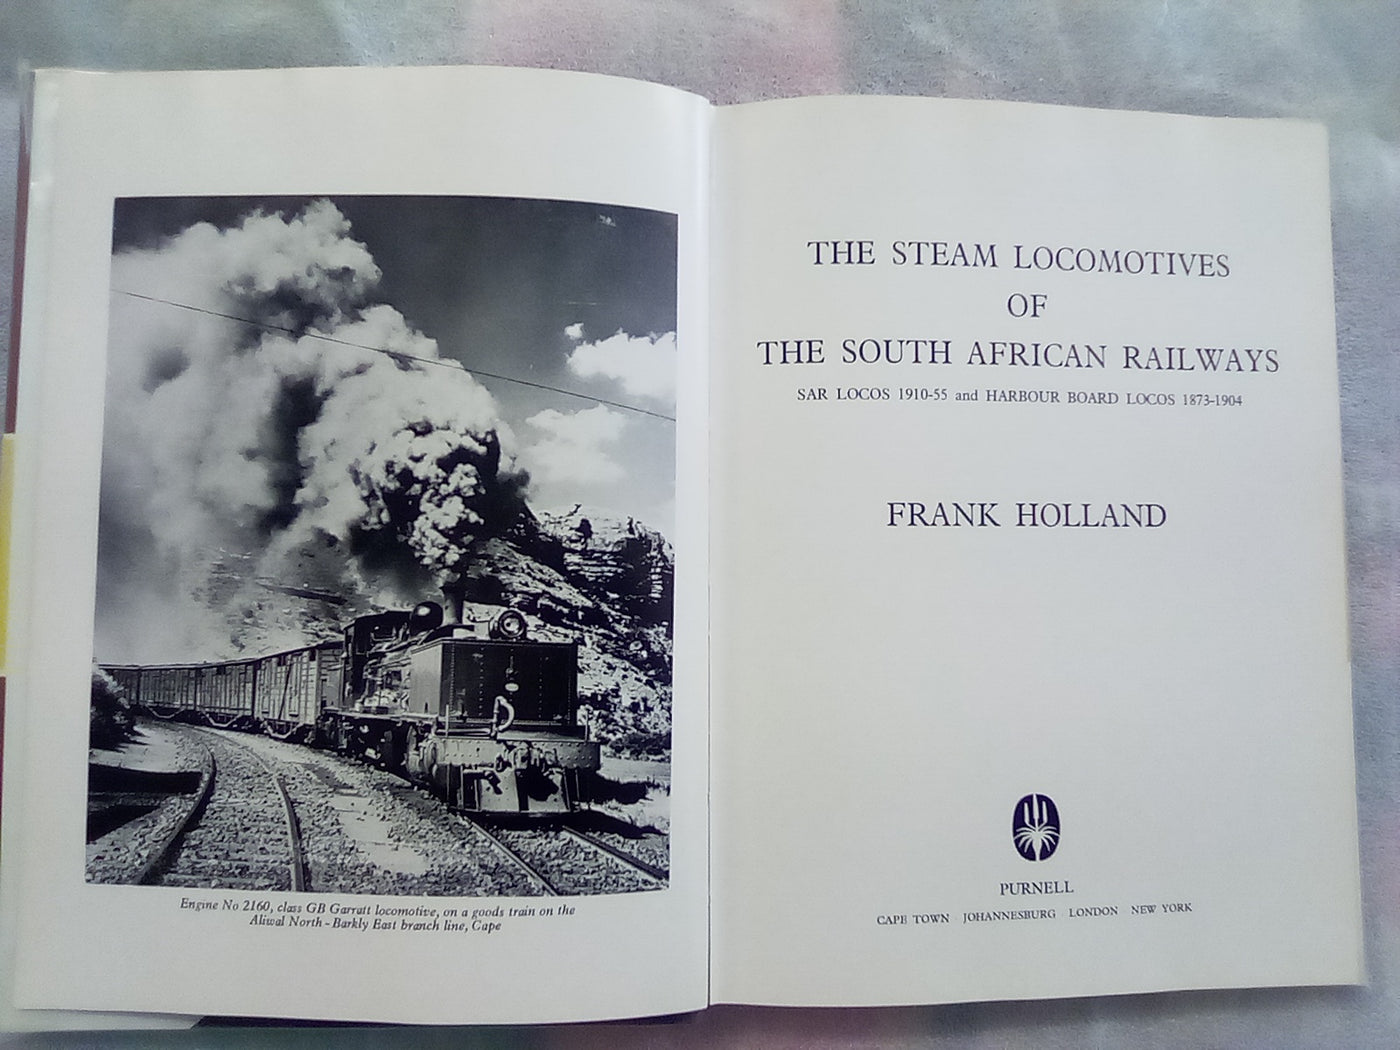 Engine No 2160, class GB Garratt locomotive, on a goods train on the
Aliwal North - Barkly East branch line, Cape
THE STEAM LOCOMOTIVES
OF
THE SOUTH AFRICAN RAILWAYS
SAR LOCOS 1910-55 and HARBOUR BOARD LOCOS 1873-1904
FRANK HOLLAND
PURNELL
CAPE TOWN JOHANNESBURG LONDON NEW YORK